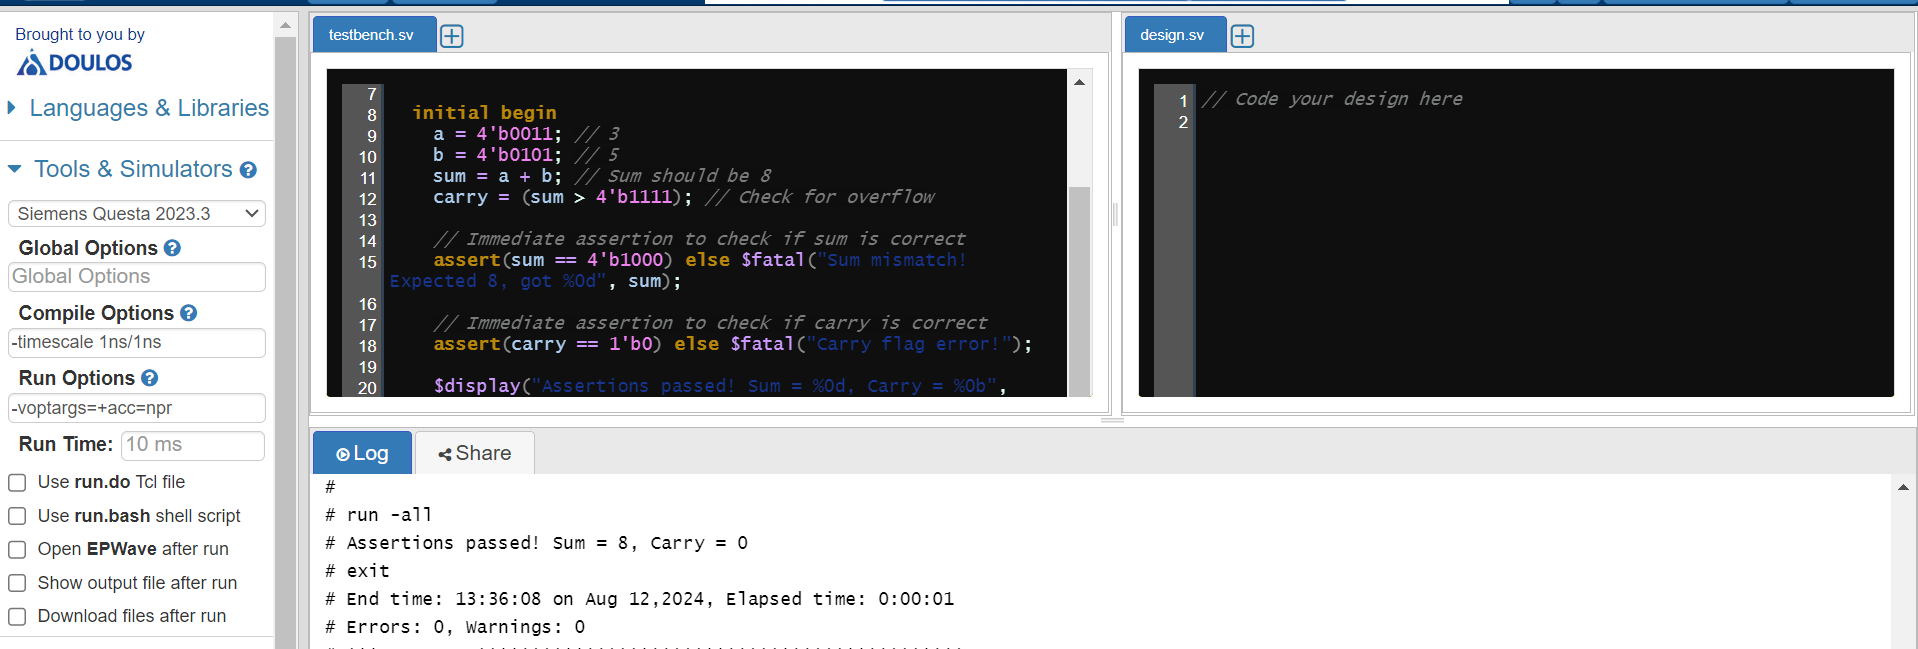 Brought to you by
DOULOS
Languages & Libraries
Tools & Simulators
Siemens Questa 2023.3
Global Options
Global Options
Compile Options
-timescale 1ns/1ns
Run Options
-voptargs=+acc=npr
Run Time: 10 ms
Use run.do Tcl file
Use run.bash shell script
Open EPWave after run
Show output file after run
Download files after run
testbench.sv
7
8 initial begin
9 a = 4'b0011; // 3
10 b = 4'b0101; // 5
11 sum = a + b; // Sum should be 8
12 carry = (sum > 4'b1111); // Check for overflow
13
14 // Immediate assertion to check if sum is correct
15 assert(sum == 4'b1000) else $fatal("Sum mismatch!
Expected 8, got %0d", sum);
16
17 // Immediate assertion to check if carry is correct
18 assert(carry == 1'b0) else $fatal("Carry flag error!");
19
20 $display("Assertions passed! Sum = %0d, Carry = %0b",
design.sv
1 // Code your design here
2
Log
Share
#
# run -all
# Assertions passed! Sum = 8, Carry = 0
# exit
# End time: 13:36:08 on Aug 12,2024, Elapsed time: 0:00:01
# Errors: 0, Warnings: 0